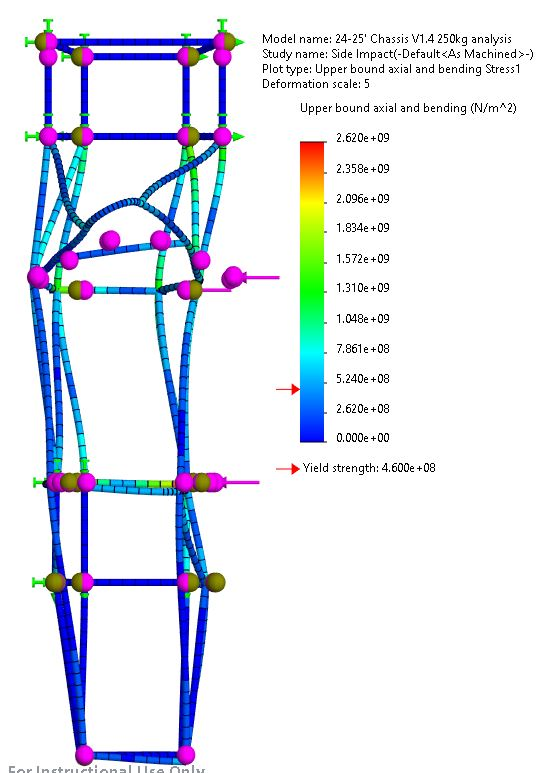 Model name: 24-25' Chassis V1.4 250kg analysis
Study name: Side Impact(-Default<As Machined>-)
Plot type: Upper bound axial and bending Stress1
Deformation scale: 5
Upper bound axial and bending (N/m^2)
2.620e+09
2.358e+09
2.096e+09
1.834e+09
1.572e+09
1.310e+09
1.048e+09
7.861e+08
5.240e+08
2.620e+08
0.000e+00
Yield strength: 4.600e+08
For Instructional Use Only